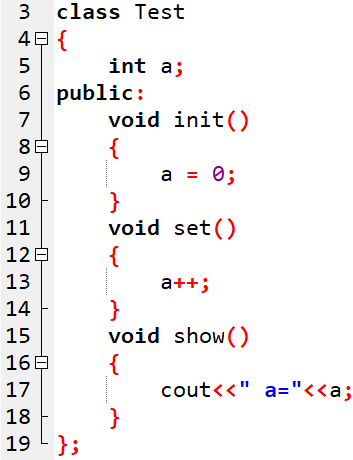 3 class Test
4 {
5 int a;
6 public:
7 void init()
8 {
9 a = 0;
10 }
11 void set()
12 {
13 a++;
14 }
15 void show()
16 {
17 cout<<" a="<<a;
18 }
19 };